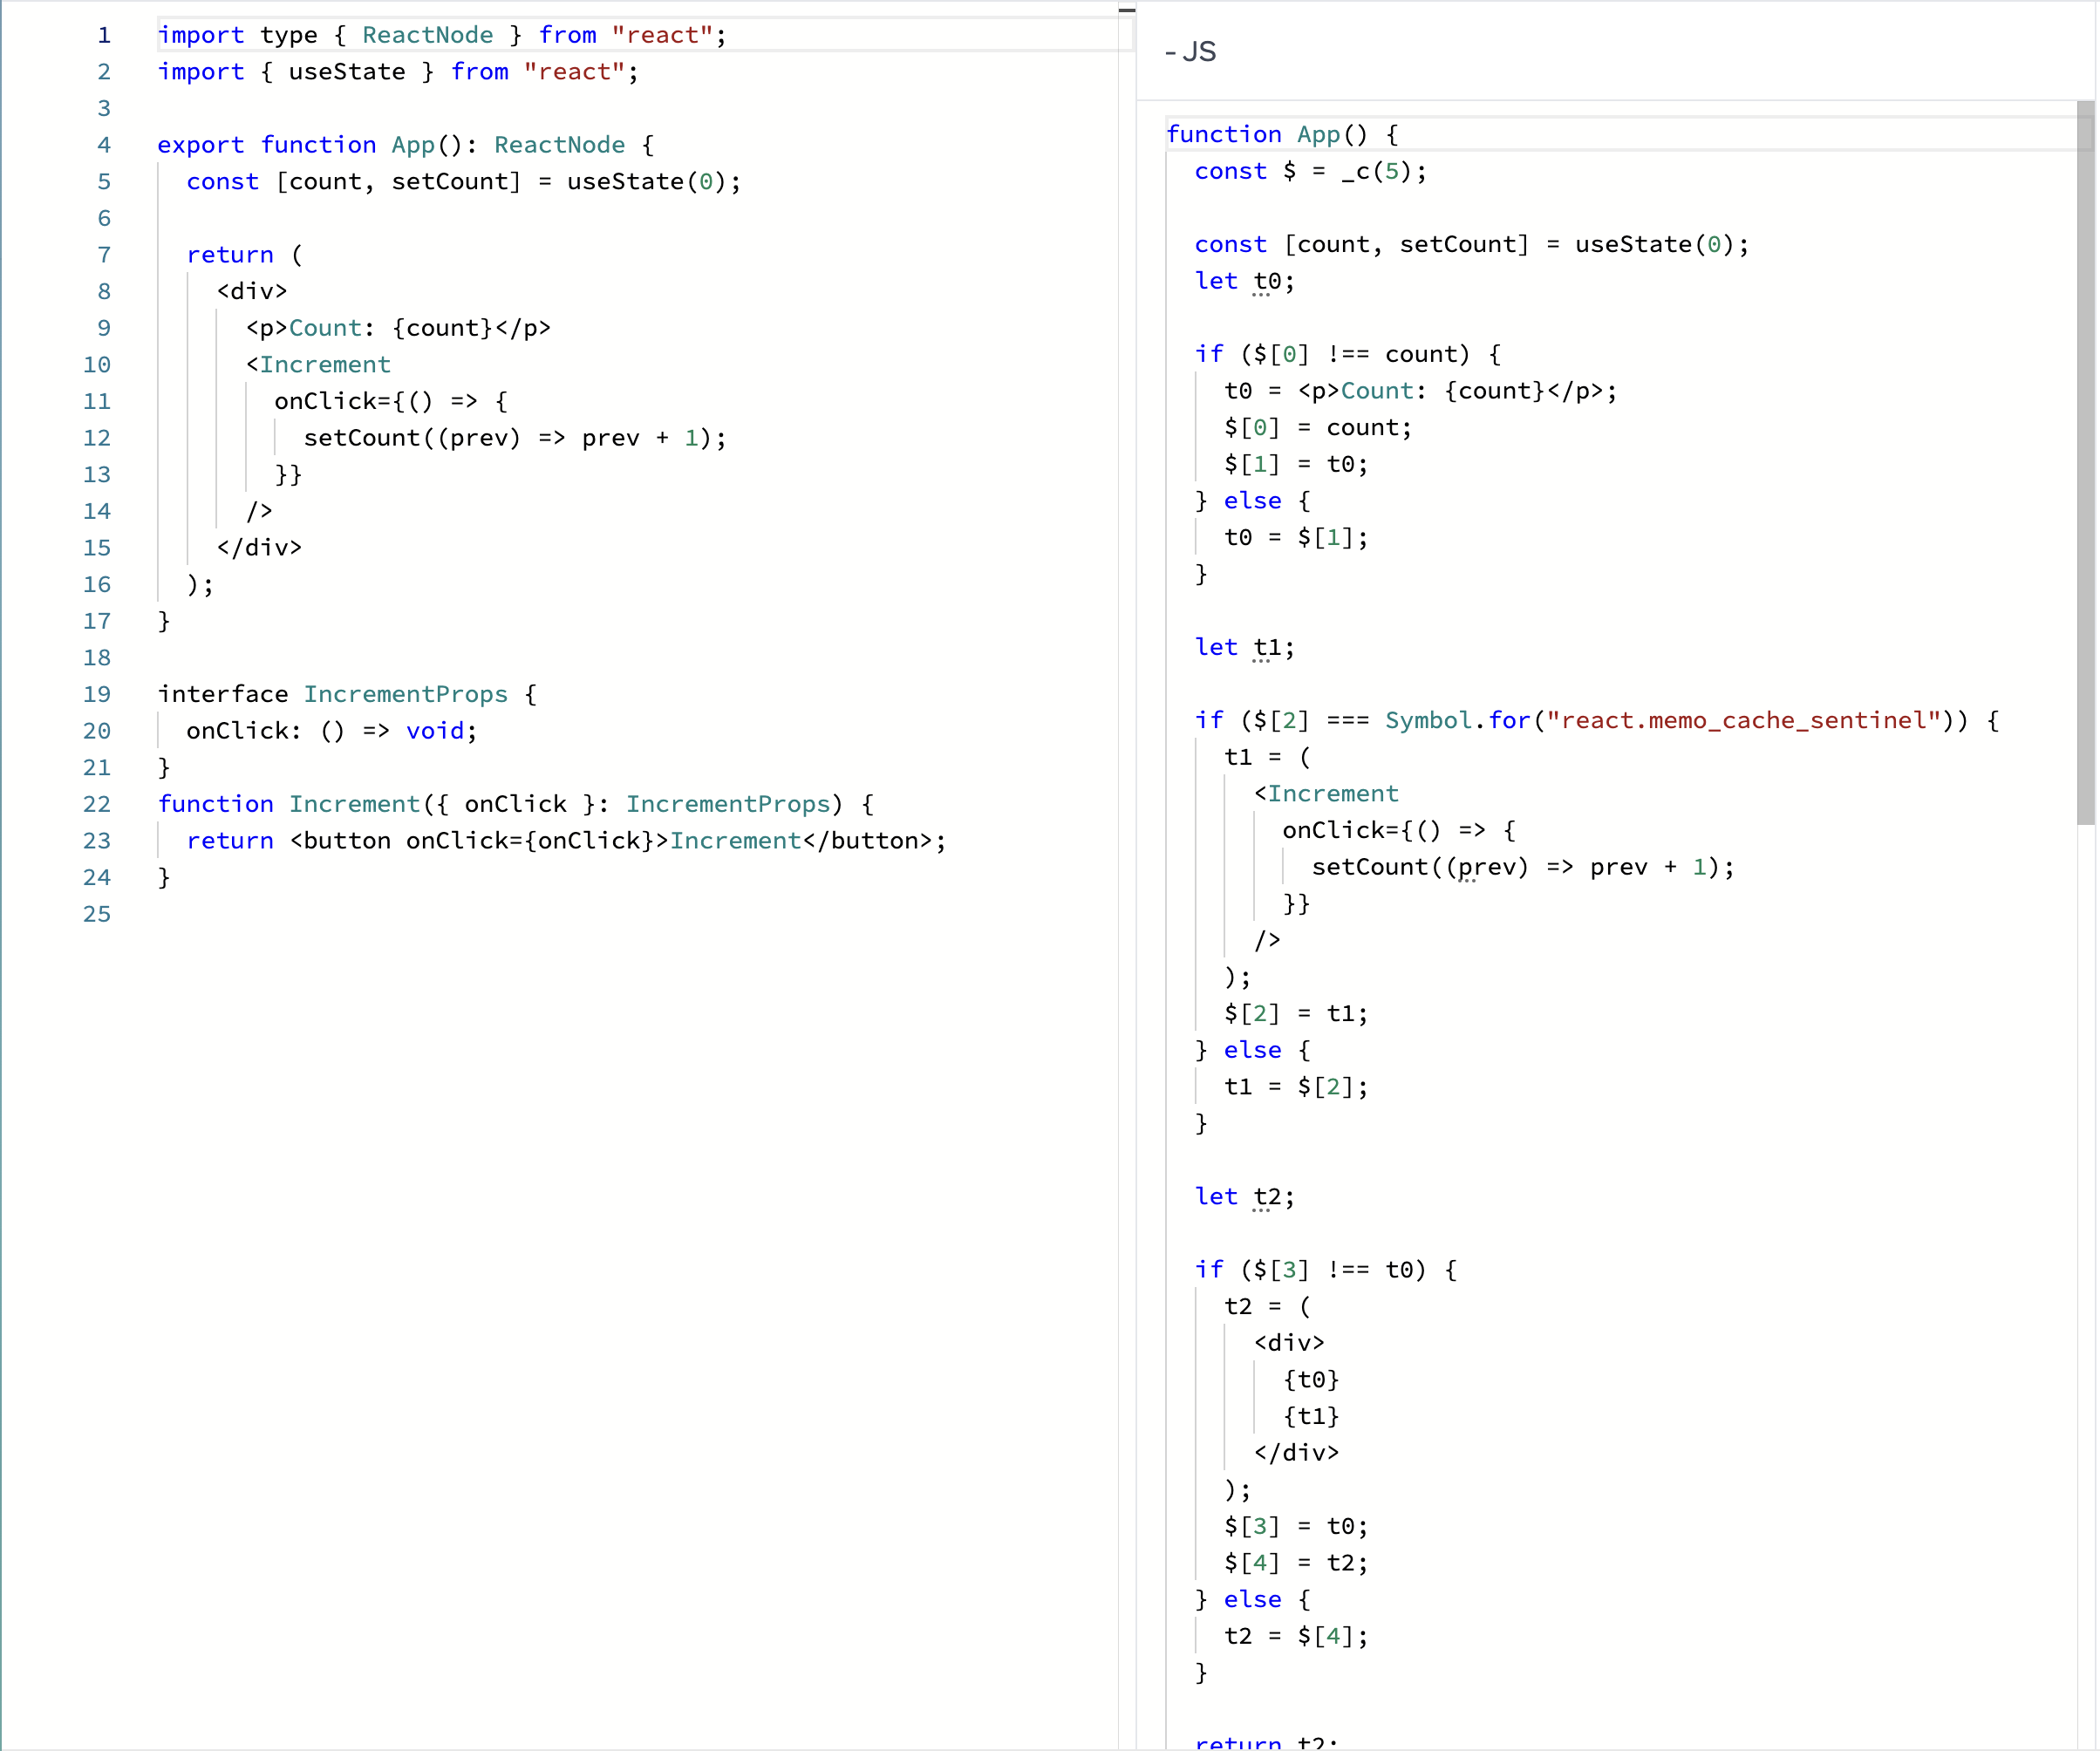 1 import type { ReactNode } from "react";
2 import { useState } from "react";
3
4 export function App(): ReactNode {
5   const [count, setCount] = useState(0);
6
7   return (
8     <div>
9       <p>Count: {count}</p>
10       <Increment
11         onClick={() => {
12           setCount((prev) => prev + 1);
13         }}
14       />
15     </div>
16   );
17 }
18
19 interface IncrementProps {
20   onClick: () => void;
21 }
22 function Increment({ onClick }: IncrementProps) {
23   return <button onClick={onClick}>Increment</button>;
24 }
25
- JS
function App() {
  const $ = _c(5);

  const [count, setCount] = useState(0);
  let t0;

  if ($[0] !== count) {
    t0 = <p>Count: {count}</p>;
    $[0] = count;
    $[1] = t0;
  } else {
    t0 = $[1];
  }

  let t1;

  if ($[2] === Symbol.for("react.memo_cache_sentinel")) {
    t1 = (
      <Increment
        onClick={() => {
          setCount((prev) => prev + 1);
        }}
      />
    );
    $[2] = t1;
  } else {
    t1 = $[2];
  }

  let t2;

  if ($[3] !== t0) {
    t2 = (
      <div>
        {t0}
        {t1}
      </div>
    );
    $[3] = t0;
    $[4] = t2;
  } else {
    t2 = $[4];
  }

  return t2;